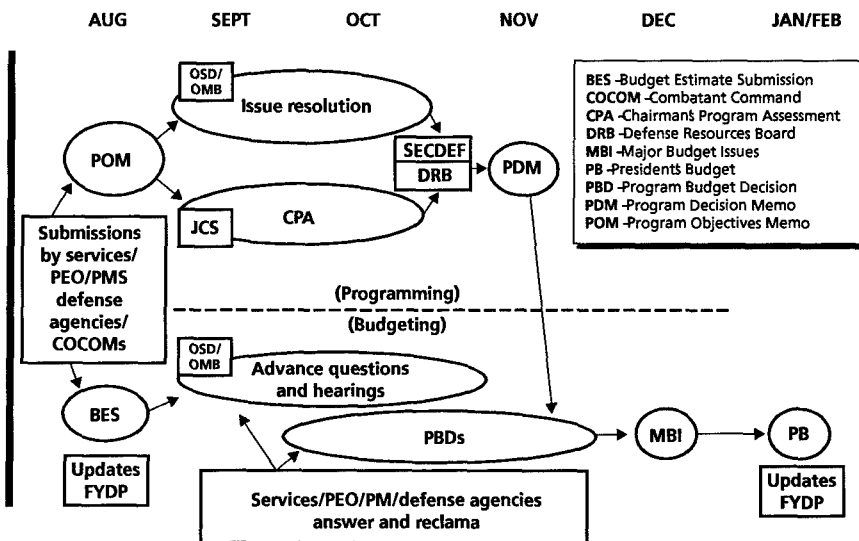 AUG SEPT OCT NOV DEC JAN/FEB
OSD/
OMB
Issue resolution
POM
SECDEF
DRB
PDM
JCS
CPA
BES -Budget Estimate Submission
COCOM -Combatant Command
CPA -Chairman's Program Assessment
DRB -Defense Resources Board
MBI -Major Budget Issues
PB -President's Budget
PBD -Program Budget Decision
PDM -Program Decision Memo
POM -Program Objectives Memo
Submissions
by services/
PEO/PMS
defense
agencies/
COCOMs
(Programming)
(Budgeting)
OSD/
OMB
Advance questions
and hearings
BES
PBDs
MBI
PB
Updates
FYDP
Services/PEO/PM/defense agencies
answer and reclama
Updates
FYDP